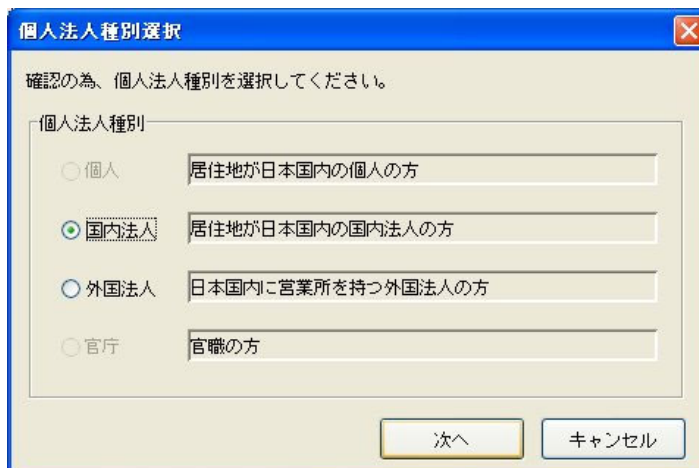 個人法人種別選択
確認の為、個人法人種別を選択してください。
個人法人種別
個人 居住地が日本国内の個人の方
国内法人 居住地が日本国内の国内法人の方
外国法人 日本国内に営業所を持つ外国法人の方
官庁 官職の方
次へ キャンセル